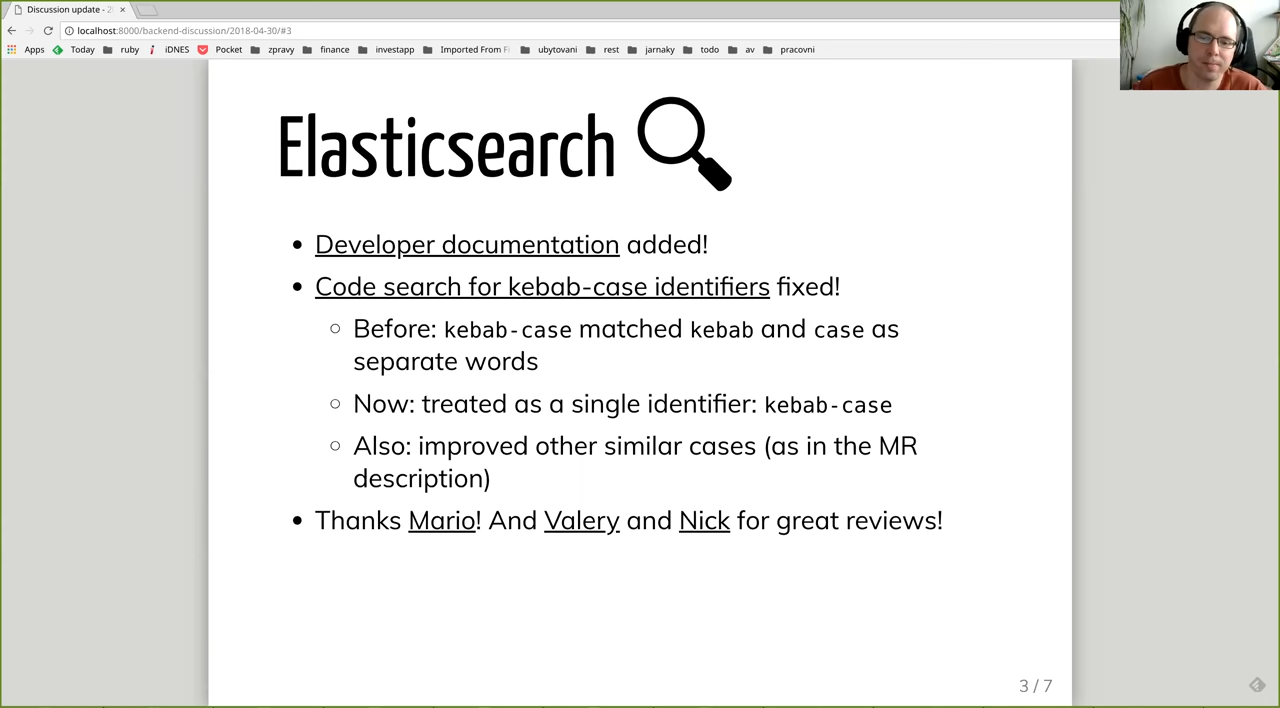 Discussion update - 2
localhost:8000/backend-discussion/2018-04-30/#3
Apps Today ruby iDNES Pocket zpravy finance investapp Imported From F ubytovani rest jarnaky todo av pracovni
Elasticsearch
Developer documentation added!
Code search for kebab-case identifiers fixed!
Before: kebab-case matched kebab and case as
separate words
Now: treated as a single identifier: kebab-case
Also: improved other similar cases (as in the MR
description)
Thanks Mario! And Valery and Nick for great reviews!
3 / 7